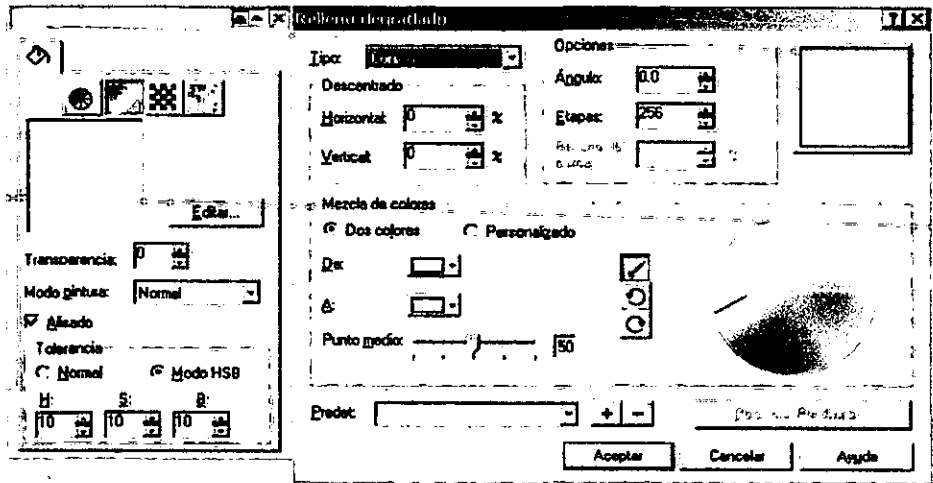 Relleno degradado
Editar...
Transparencia: 0
Modo pintura: Normal
Alisado
Tolerancia
Normal
Modo HSB
H: S: B:
10 10 10
Tipo:
Descentrado
Horizontal: 0 %
Vertical: 0 %
Opciones
Ángulo: 0.0
Etapas: 256
Mezcla de colores
Dos colores
Personalizado
De:
A:
Punto medio: 50
Predet:
Aceptar
Cancelar
Ayuda